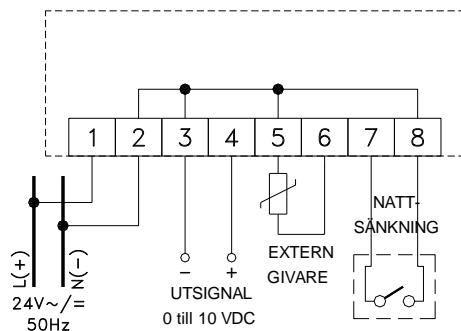 1 2 3 4 5 6 7 8
L(+)
N(−)
24V~/=
50Hz
− +
UTSIGNAL
0 till 10 VDC
EXTERN
GIVARE
NATT-
SÄNKNING